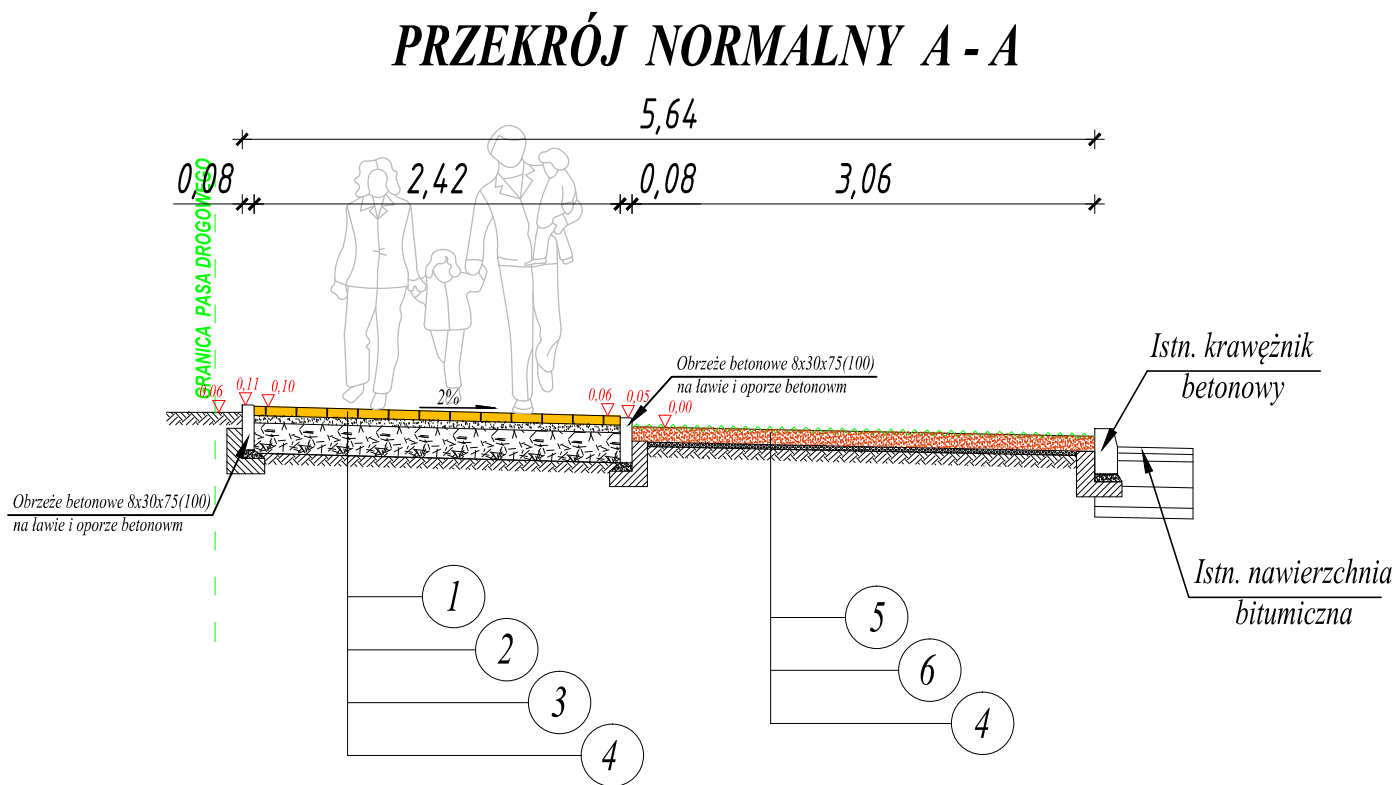 PRZEKRÓJ NORMALNY A - A
5,64
0,08 2,42 0,08 3,06
GRANICA PASA DROGOWEGO
0,06 0,11 0,10 2% 0,06 0,05 0,00
Obrzeże betonowe 8x30x75(100)
na ławie i oporze betonowm
Istn. krawężnik
betonowy
Obrzeże betonowe 8x30x75(100)
na ławie i oporze betonowm
Istn. nawierzchnia
bitumiczna
1
2
3
4
5
6
4